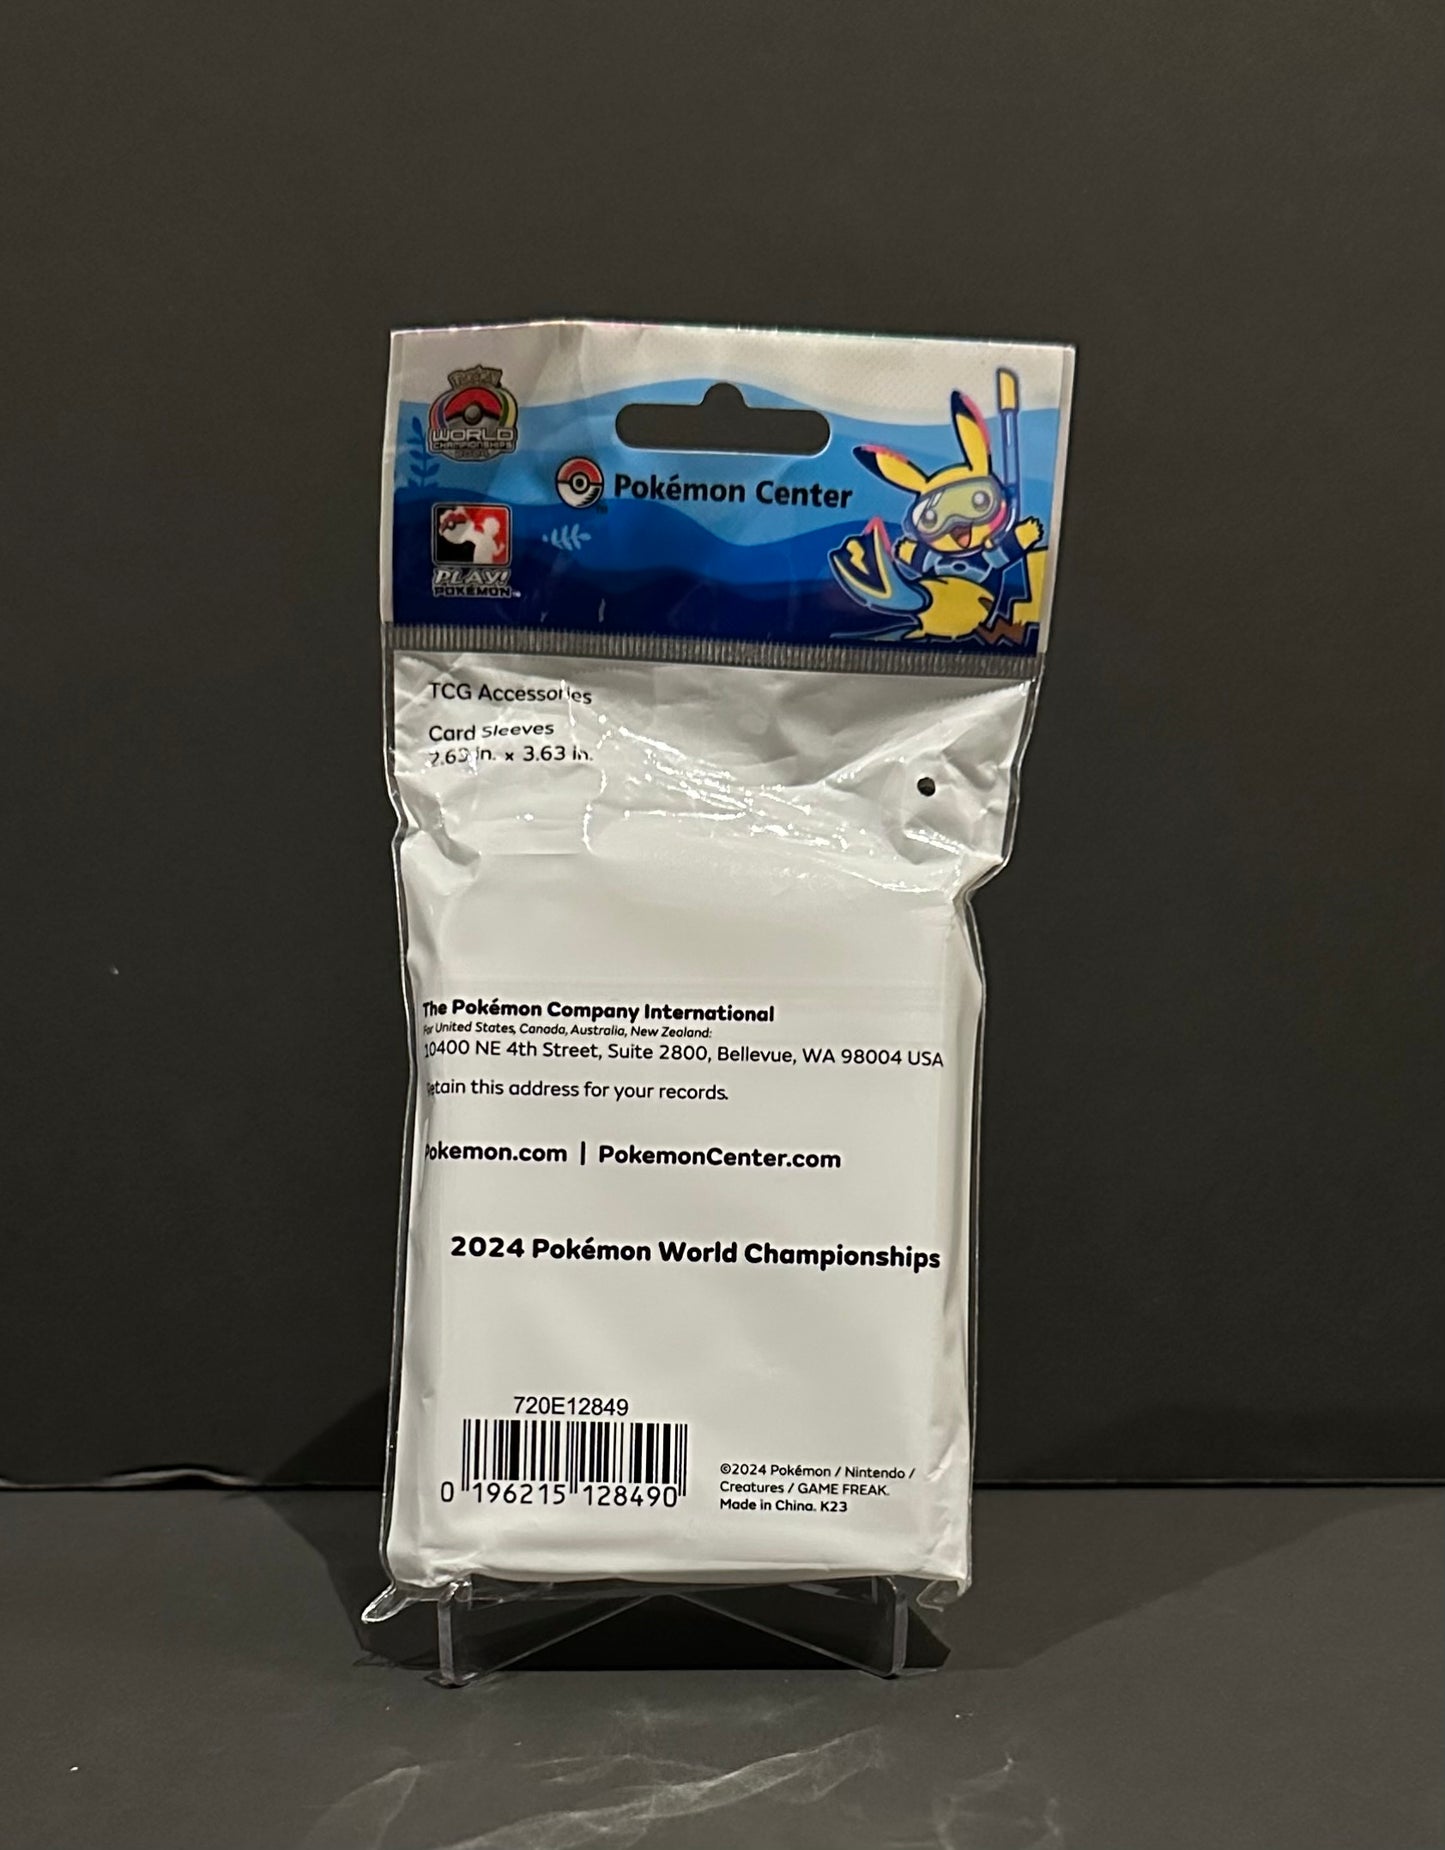 WORLD
CHAMPIONSHIPS
2024
Pokémon Center
PLAY!
POKÉMON
TCG Accessories
Card Sleeves
2.63 in. x 3.63 in.
The Pokémon Company International
For United States, Canada, Australia, New Zealand:
10400 NE 4th Street, Suite 2800, Bellevue, WA 98004 USA
Retain this address for your records.
Pokemon.com | PokemonCenter.com
2024 Pokémon World Championships
720E12849
0 196215 128490
©2024 Pokémon / Nintendo /
Creatures / GAME FREAK.
Made in China. K23